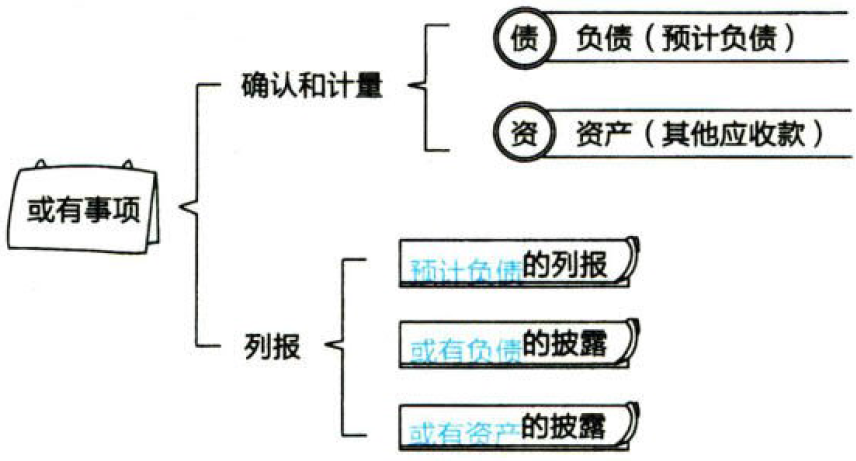 或有事项
确认和计量
债 负债（预计负债）
资 资产（其他应收款）
列报
预计负债的列报
或有负债的披露
或有资产的披露